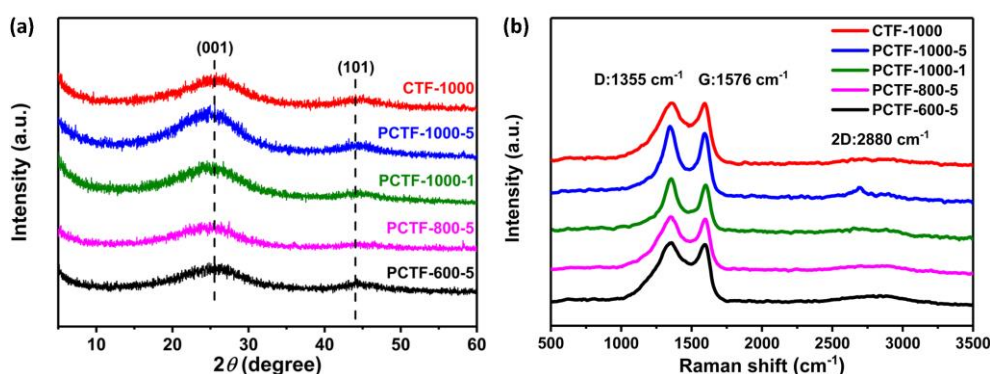 (a)
(001)
(101)
CTF-1000
PCTF-1000-5
PCTF-1000-1
PCTF-800-5
PCTF-600-5
Intensity (a.u.)
10 20 30 40 50 60
2θ (degree)
(b)
CTF-1000
PCTF-1000-5
PCTF-1000-1
PCTF-800-5
PCTF-600-5
D:1355 cm⁻¹ G:1576 cm⁻¹
2D:2880 cm⁻¹
Intensity (a.u.)
500 1000 1500 2000 2500 3000 3500
Raman shift (cm⁻¹)